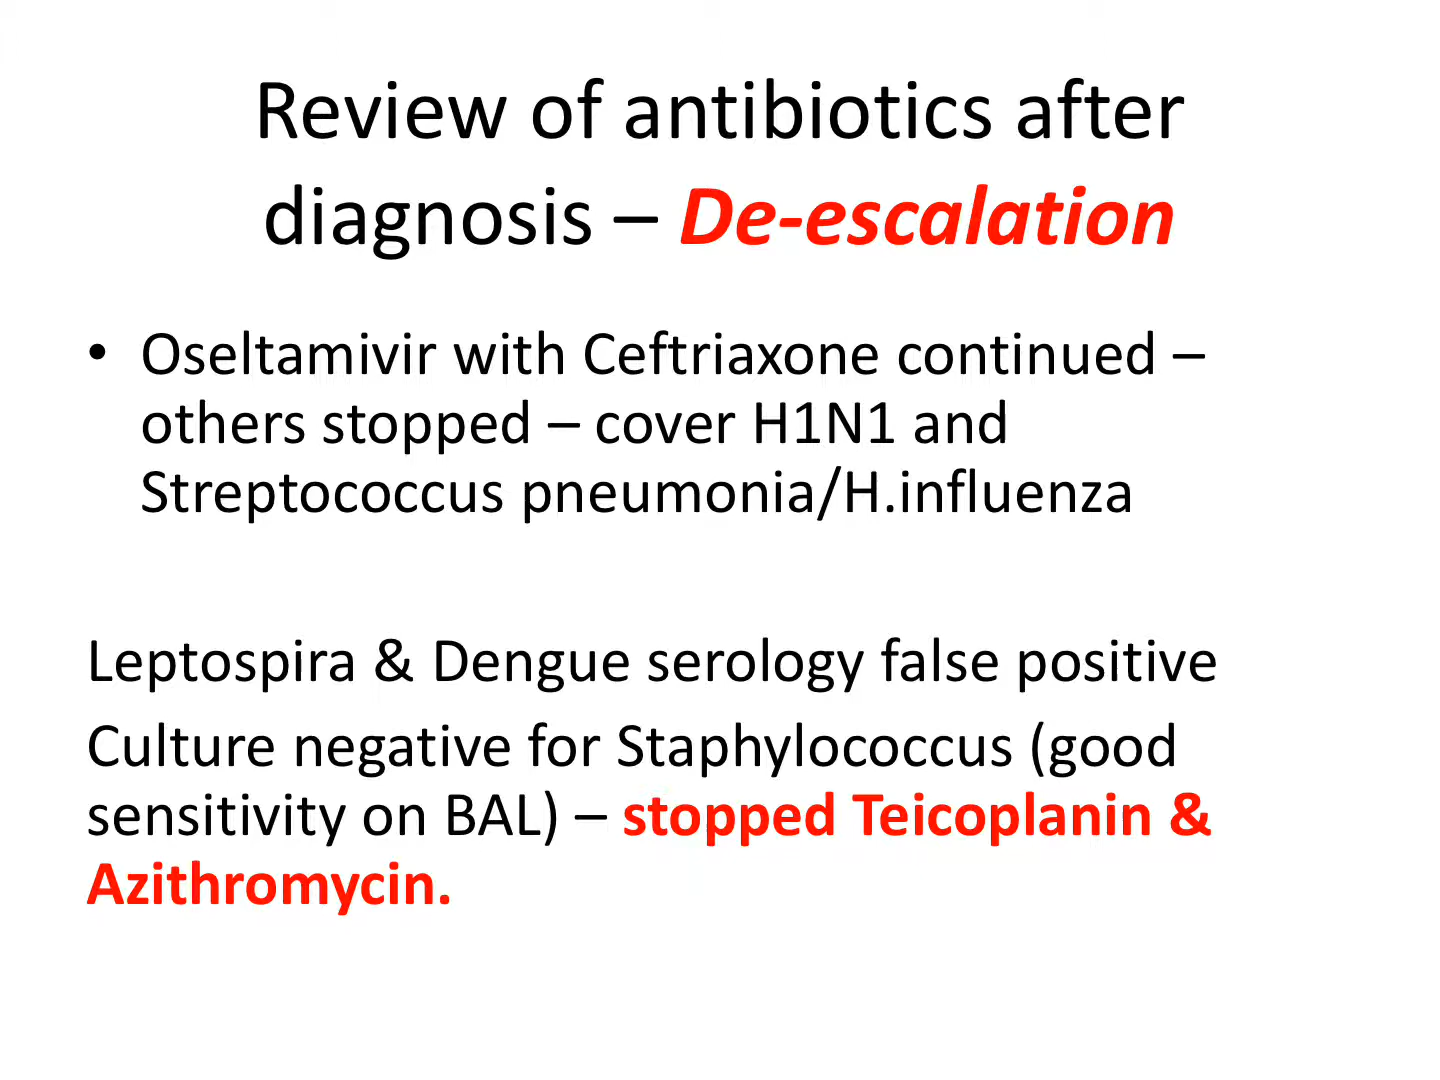 Review of antibiotics after
diagnosis – De-escalation
• Oseltamivir with Ceftriaxone continued –
others stopped – cover H1N1 and
Streptococcus pneumonia/H.influenza
Leptospira & Dengue serology false positive
Culture negative for Staphylococcus (good
sensitivity on BAL) – stopped Teicoplanin &
Azithromycin.